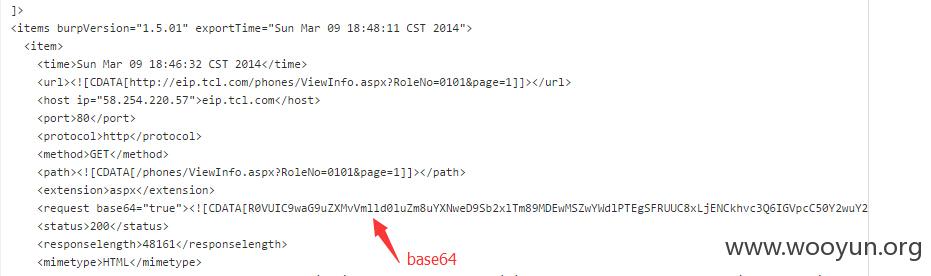 ]>
<items burpVersion="1.5.01" exportTime="Sun Mar 09 18:48:11 CST 2014">
<item>
<time>Sun Mar 09 18:46:32 CST 2014</time>
<url><![CDATA[http://eip.tcl.com/phones/ViewInfo.aspx?RoleNo=0101&page=1]]></url>
<host ip="58.254.220.57">eip.tcl.com</host>
<port>80</port>
<protocol>http</protocol>
<method>GET</method>
<path><![CDATA[/phones/ViewInfo.aspx?RoleNo=0101&page=1]]></path>
<extension>aspx</extension>
<request base64="true"><![CDATA[R0VUIC9waG9uZXMvVmlld0luZm8uYXNweD9Sb2xlTm89MDEwMSZwYWdlPTEgSFRUUC8xLjENCkhvc3Q6IGVpcC50Y2wuY2
<status>200</status>
<responselength>48161</responselength>
<mimetype>HTML</mimetype>
base64
www.wooyun.org